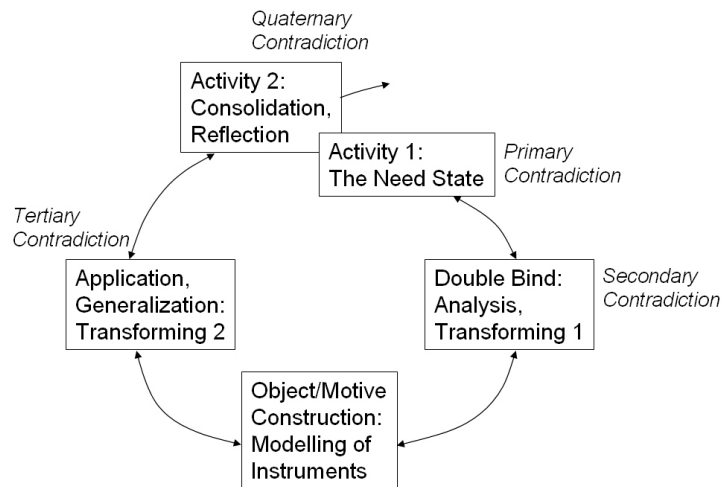 Quaternary
Contradiction
Activity 2:
Consolidation,
Reflection
Activity 1:
The Need State
Primary
Contradiction
Tertiary
Contradiction
Application,
Generalization:
Transforming 2
Double Bind:
Analysis,
Transforming 1
Secondary
Contradiction
Object/Motive
Construction:
Modelling of
Instruments